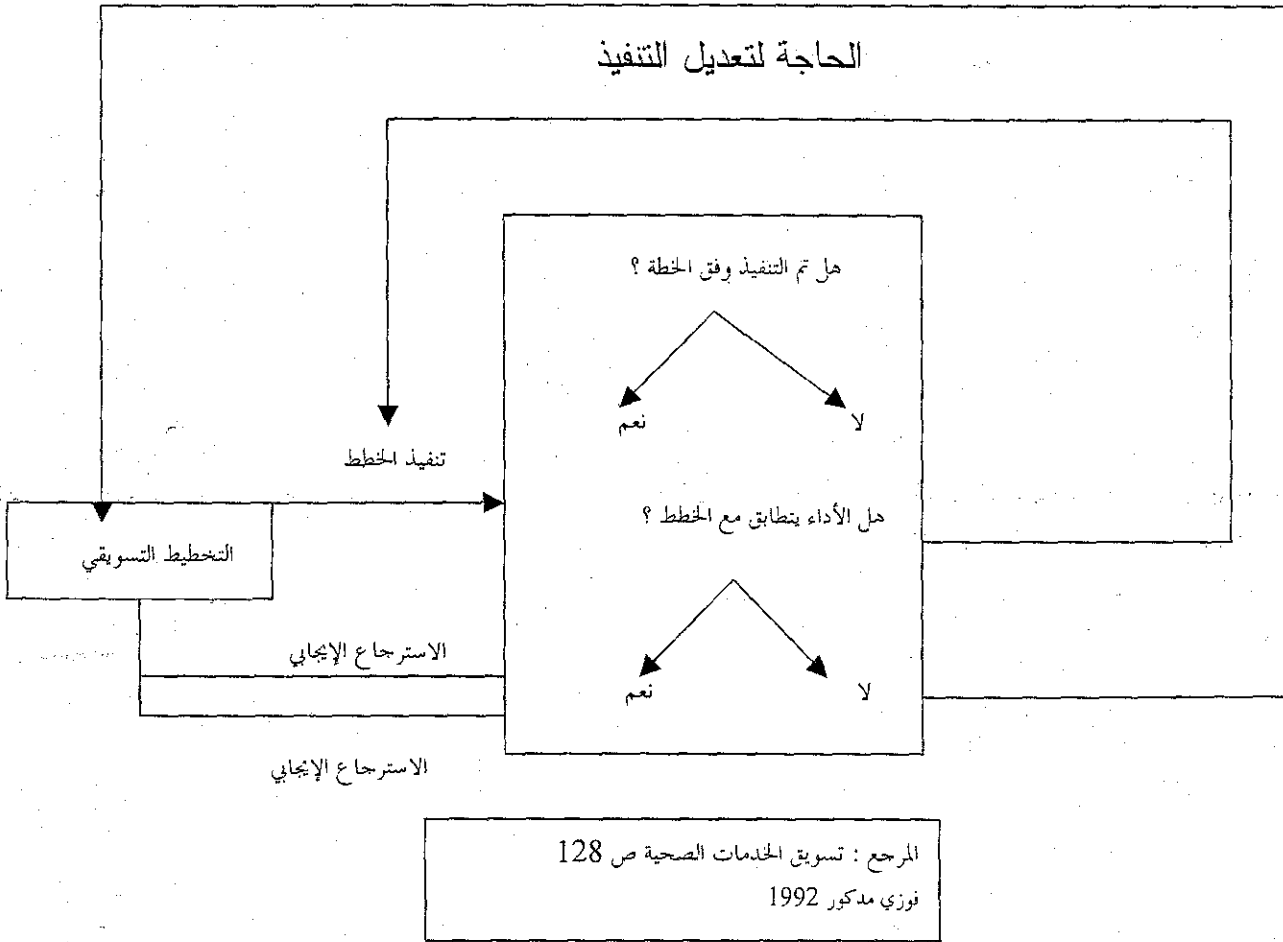 الحاجة لتعديل التنفيذ
هل تم التنفيذ وفق الخطة ؟
نعم
لا
تنفيذ الخطط
هل الأداء يتطابق مع الخطط ؟
التخطيط التسويقي
نعم
لا
الاسترجاع الإيجابي
الاسترجاع الإيجابي
المرجع : تسويق الخدمات الصحية ص 128
فوزي مدكور 1992